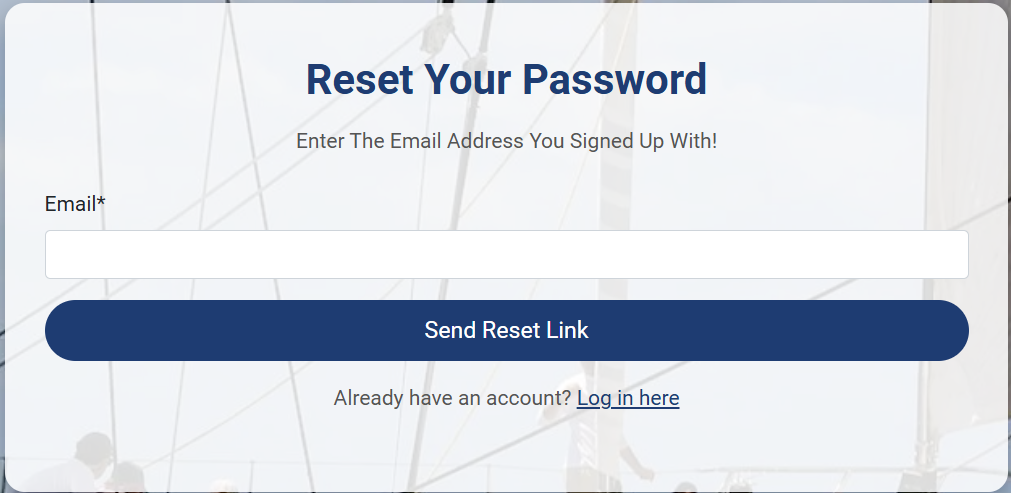 Reset Your Password
Enter The Email Address You Signed Up With!
Email*
Send Reset Link
Already have an account? Log in here